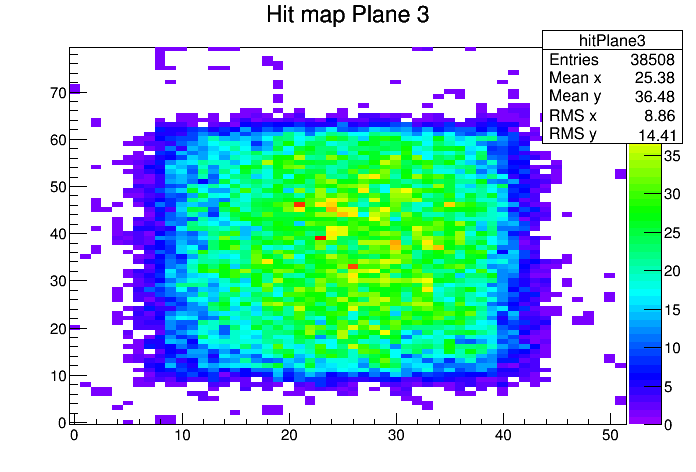 Hit map Plane 3
hitPlane3
Entries 38508
Mean x 25.38
Mean y 36.48
RMS x 8.86
RMS y 14.41
70
60
50
40
30
20
10
0
0 10 20 30 40 50
35
30
25
20
15
10
5
0